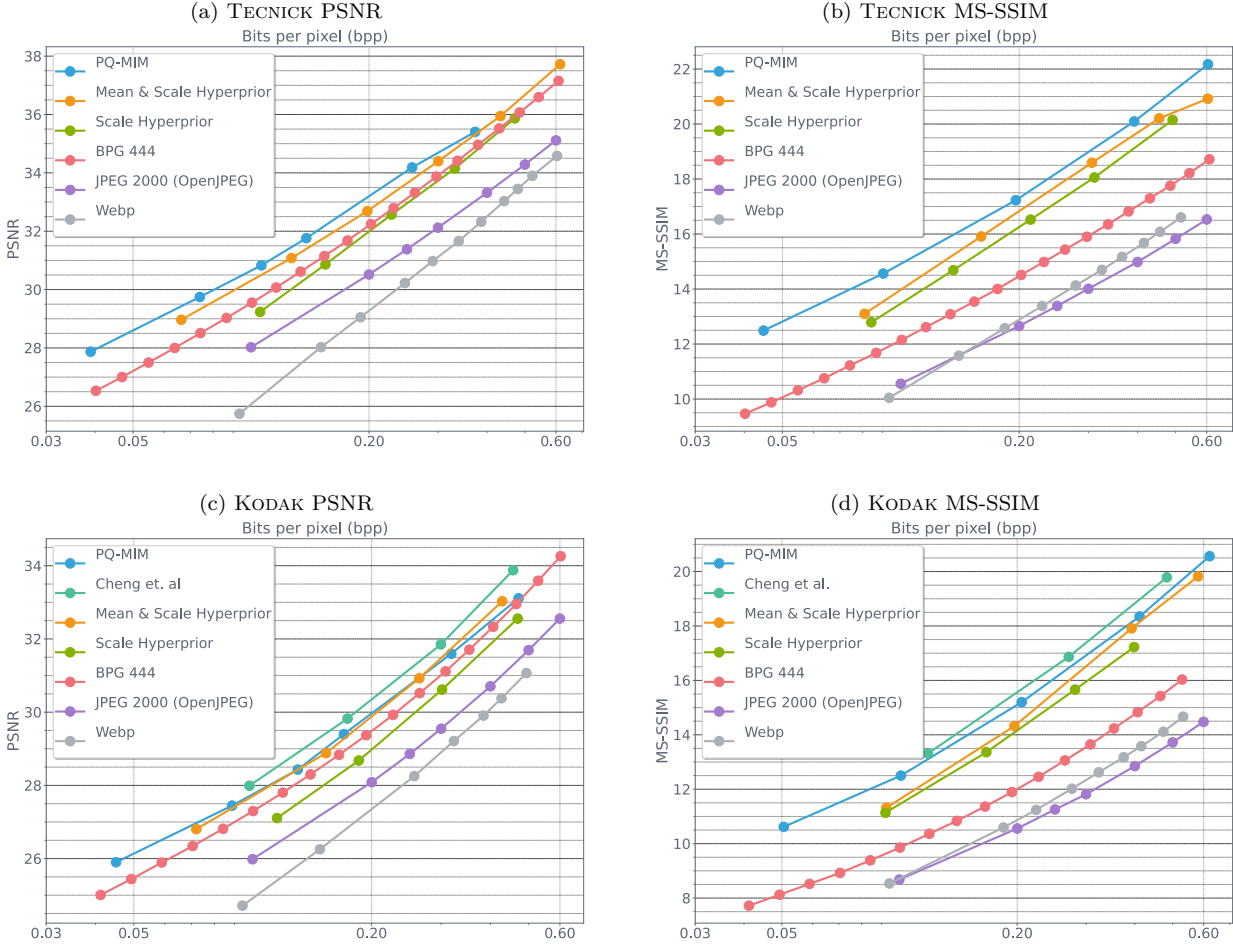 (a) TECNICK PSNR
Bits per pixel (bpp)
38
36
34
32
30
28
26
PSNR
PQ-MIM
Mean & Scale Hyperprior
Scale Hyperprior
BPG 444
JPEG 2000 (OpenJPEG)
Webp
0.03
0.05
0.20
0.60
(b) TECNICK MS-SSIM
Bits per pixel (bpp)
22
20
18
16
14
12
10
MS-SSIM
PQ-MIM
Mean & Scale Hyperprior
Scale Hyperprior
BPG 444
JPEG 2000 (OpenJPEG)
Webp
0.03
0.05
0.20
0.60
(c) KODAK PSNR
Bits per pixel (bpp)
34
32
30
28
26
PSNR
PQ-MIM
Cheng et. al
Mean & Scale Hyperprior
Scale Hyperprior
BPG 444
JPEG 2000 (OpenJPEG)
Webp
0.03
0.05
0.20
0.60
(d) KODAK MS-SSIM
Bits per pixel (bpp)
20
18
16
14
12
10
8
MS-SSIM
PQ-MIM
Cheng et al.
Mean & Scale Hyperprior
Scale Hyperprior
BPG 444
JPEG 2000 (OpenJPEG)
Webp
0.03
0.05
0.20
0.60